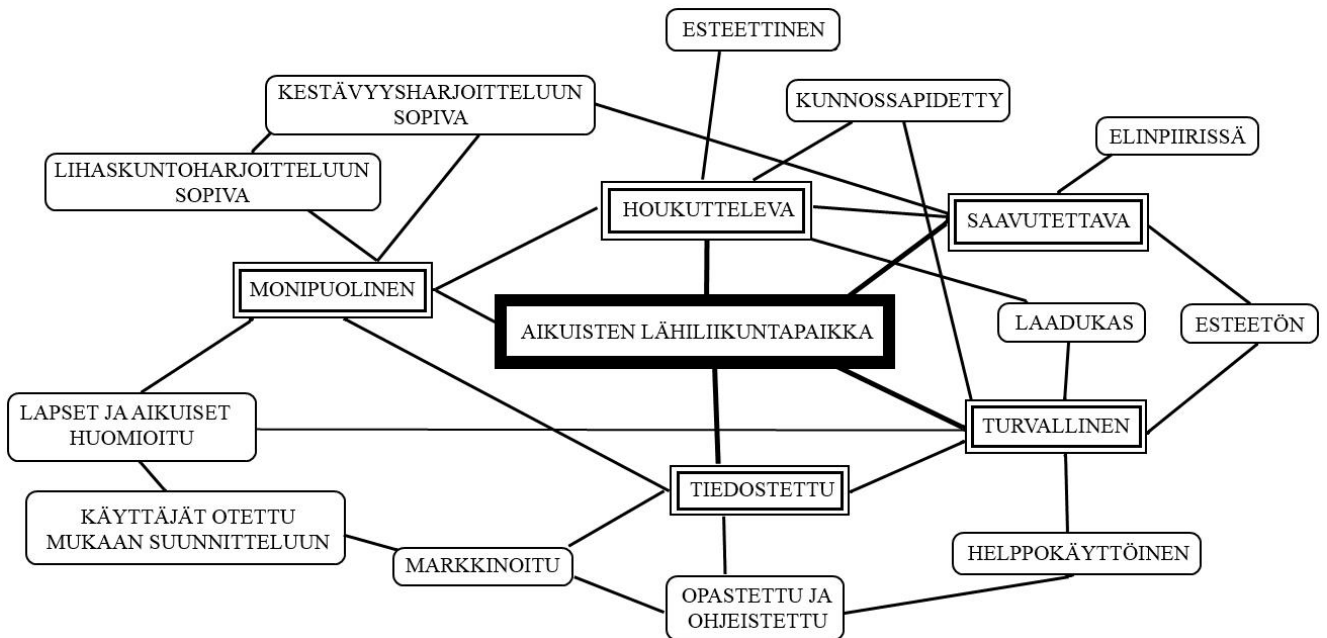 ESTEETTINEN
KESTÄVYYSHARJOITTELUUN
SOPIVA
KUNNOSSAPIDETTY
ELINPIIRISSÄ
LIHASKUNTOHARJOITTELUUN
SOPIVA
HOUKUTTELEVA
SAAVUTETTAVA
MONIPUOLINEN
AIKUISTEN LÄHILIIKUNTAPAIKKA
LAADUKAS
ESTEETÖN
LAPSET JA AIKUISET
HUOMIOITU
TURVALLINEN
TIEDOSTETTU
KÄYTTÄJÄT OTETTU
MUKAAN SUUNNITTELUUN
MARKKINOITU
HELPPOKÄYTTÖINEN
OPASTETTU JA
OHJEISTETTU